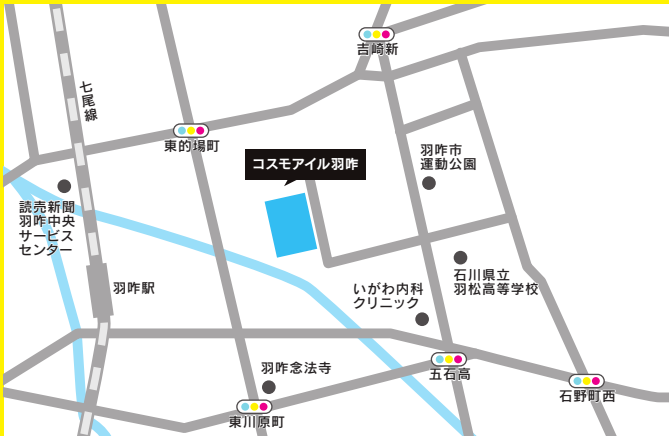 吉崎新
七尾線
東的場町
コスモアイル羽咋
羽咋市
運動公園
読売新聞
羽咋中央
サービス
センター
羽咋駅
いがわ内科
クリニック
石川県立
羽松高等学校
羽咋念法寺
五石高
石野町西
東川原町